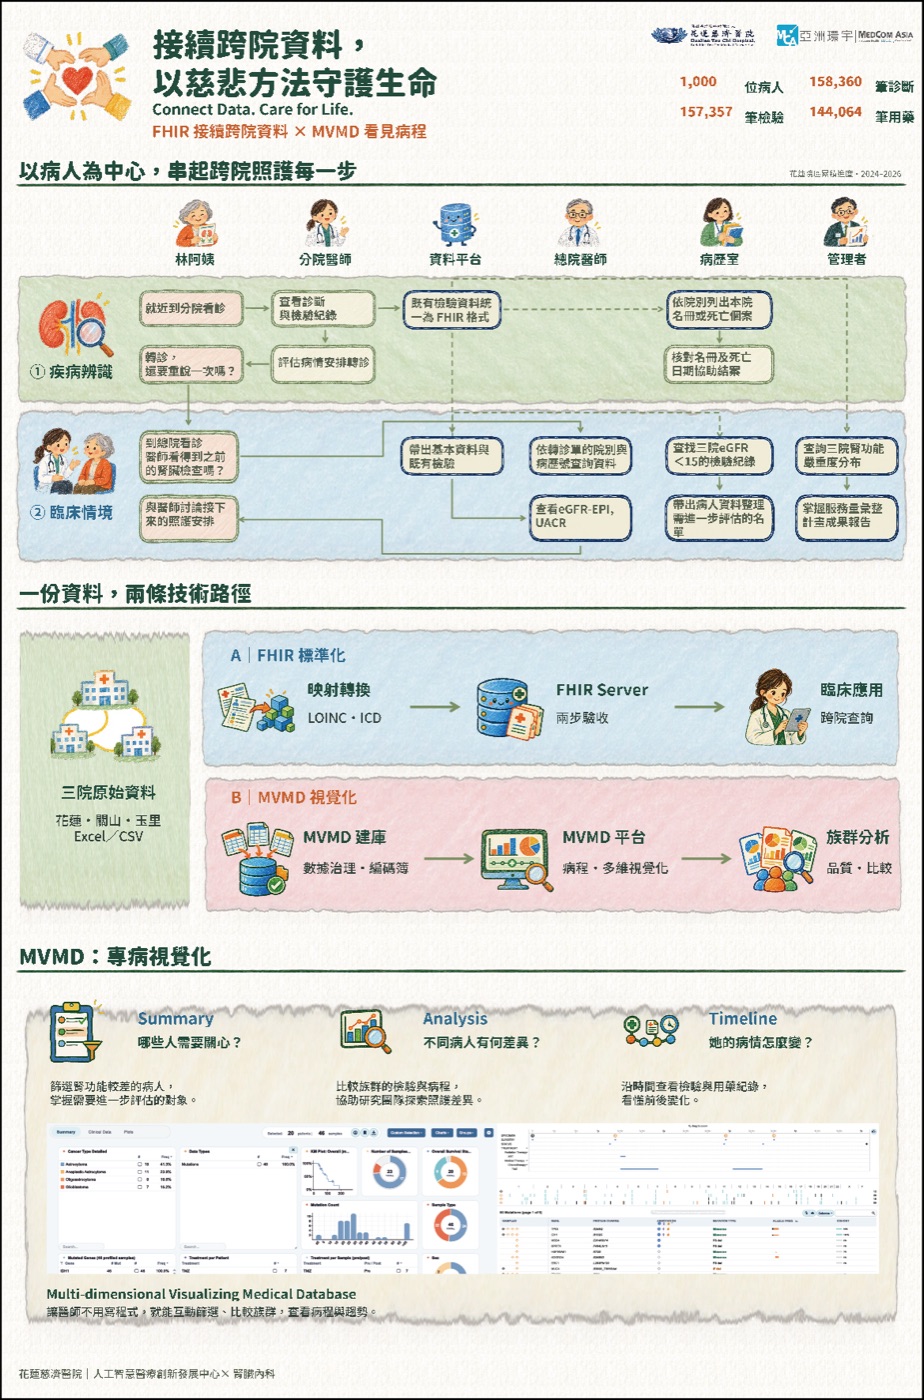 接續跨院資料，
以慈悲方法守護生命
Connect Data. Care for Life.
FHIR 接續跨院資料 × MVMD 看見病程
花蓮慈濟醫院
亞洲環宇 | MEDCOM ASIA
1,000 位病人 158,360 筆診斷
157,357 筆檢驗 144,064 筆用藥
以病人為中心，串起跨院照護每一步
2024-2026
林阿姨
分院醫師
資料平台
總院醫師
病歷室
管理者
① 疾病辨識
就近到分院看診
查看診斷
與檢驗紀錄
既有檢驗資料統
一為 FHIR 格式
依院別列出本院
名冊或死亡個案
轉診，
還要重說一次嗎？
評估病情安排轉診
核對名冊及死亡
日期協助結案
② 臨床情境
到總院看診
醫師看得到之前
的腎臟檢查嗎？
帶出基本資料與
既有檢驗
依轉診單的院別與
病歷號查詢資料
查找三院eGFR
<15的檢驗紀錄
查詢三院腎功能
嚴重度分布
與醫師討論接下
來的照護安排
查看eGFR-EPI,
UACR
帶出病人資料整理
需進一步評估的名
單
掌握服務量彙整
計畫成果報告
一份資料，兩條技術路徑
三院原始資料
花蓮・關山・玉里
Excel／CSV
A｜FHIR 標準化
映射轉換
LOINC・ICD
FHIR Server
兩步驗收
臨床應用
跨院查詢
B｜MVMD 視覺化
MVMD 建庫
數據治理・編碼簿
MVMD 平台
病程・多維視覺化
族群分析
品質・比較
MVMD：專病視覺化
Summary
哪些人需要關心？
篩選腎功能較差的病人，
掌握需要進一步評估的對象。
Analysis
不同病人有何差異？
比較族群的檢驗與病程，
協助研究團隊探索照護差異。
Timeline
她的病情怎麼變？
沿時間查看檢驗與用藥紀錄，
看懂前後變化。
Summary Clinical Data Plots
Cancer Type Detailed
Data Types
Mutation Count
Sample Type
Treatment per Patient
Multi-dimensional Visualizing Medical Database
讓醫師不用寫程式，就能互動篩選、比較族群，查看病程與趨勢。
花蓮慈濟醫院｜人工智慧醫療創新發展中心× 腎臟內科